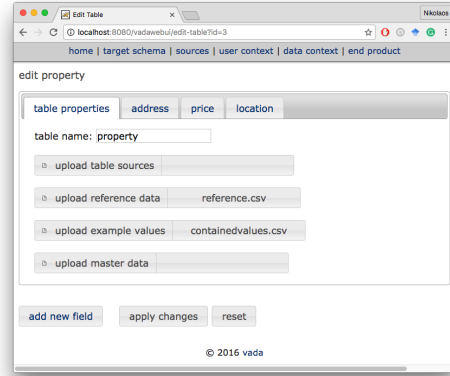 Edit Table
Nikolaos
localhost:8080/vadawebui/edit-table?id=3
home | target schema | sources | user context | data context | end product
edit property
table properties address price location
table name: property
upload table sources
upload reference data reference.csv
upload example values containedvalues.csv
upload master data
add new field apply changes reset
© 2016 vada